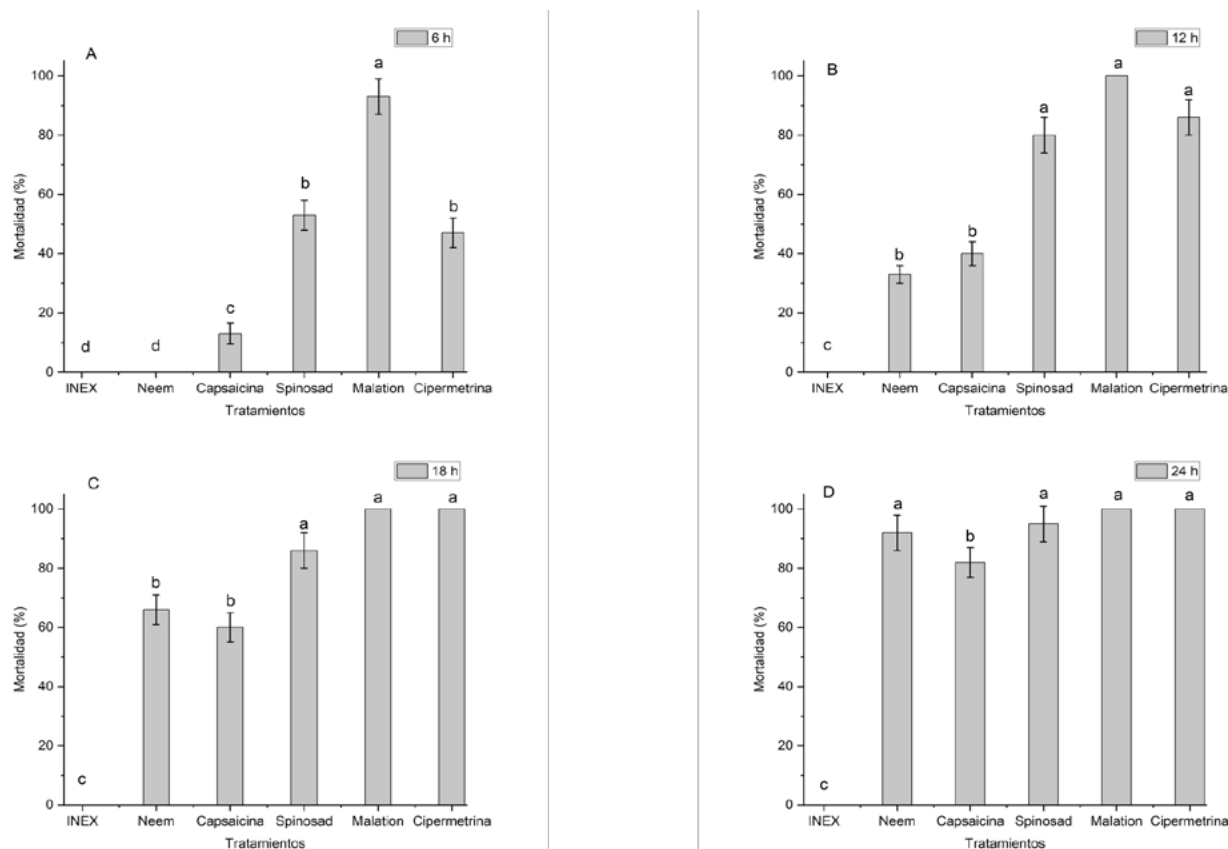 A
6 h
Mortalidad (%)
100
80
60
40
20
0
d
d
c
b
a
b
INEX Neem Capsaicina Spinosad Malation Cipermetrina
Tratamientos
B
12 h
Mortalidad (%)
100
80
60
40
20
0
c
b
b
a
a
a
INEX Neem Capsaicina Spinosad Malation Cipermetrina
Tratamientos
C
18 h
Mortalidad (%)
100
80
60
40
20
0
c
b
b
a
a
a
INEX Neem Capsaicina Spinosad Malation Cipermetrina
Tratamientos
D
24 h
Mortalidad (%)
100
80
60
40
20
0
c
a
b
a
a
a
INEX Neem Capsaicina Spinosad Malation Cipermetrina
Tratamientos